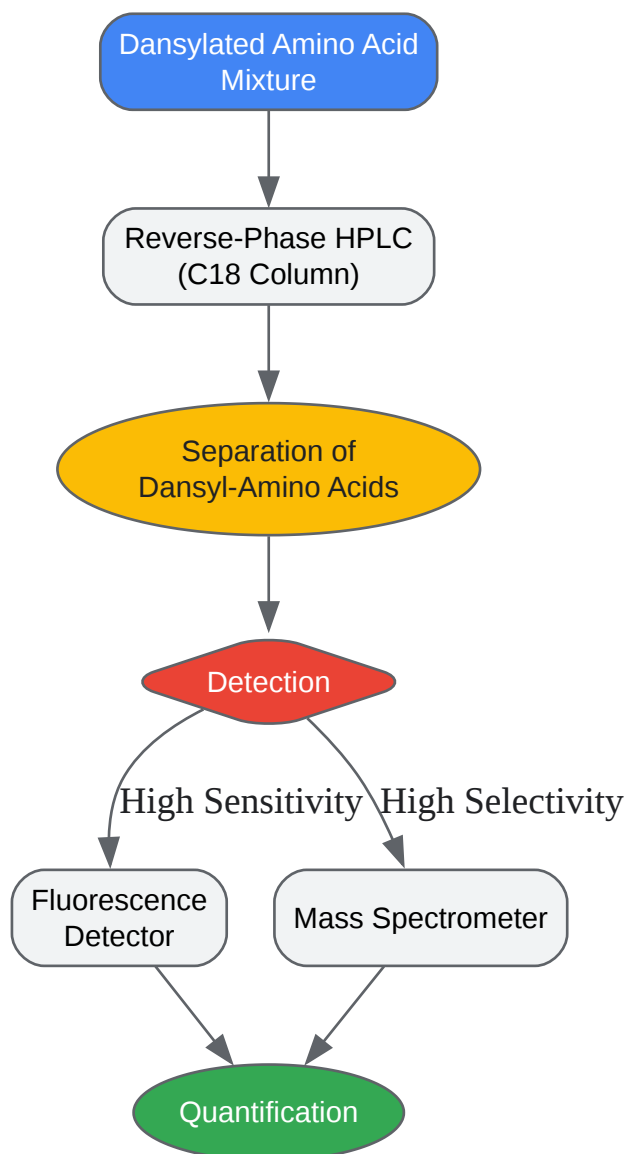 Dansylated Amino Acid
Mixture
Reverse-Phase HPLC
(C18 Column)
Separation of
Dansyl-Amino Acids
Detection
High Sensitivity
High Selectivity
Fluorescence
Detector
Mass Spectrometer
Quantification